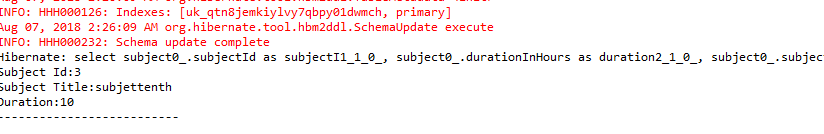 INFO: HHH000126: Indexes: [uk_qtn8jemkiylvy7qbpy01dwmch, primary]
Aug 07, 2018 2:26:09 AM org.hibernate.tool.hbm2ddl.SchemaUpdate execute
INFO: HHH000232: Schema update complete
Hibernate: select subject0_.subjectId as subjectI1_1_0_, subject0_.durationInHours as duration2_1_0_, subject0_.subjec
Subject Id:3
Subject Title:subjettenth
Duration:10
---------------------------